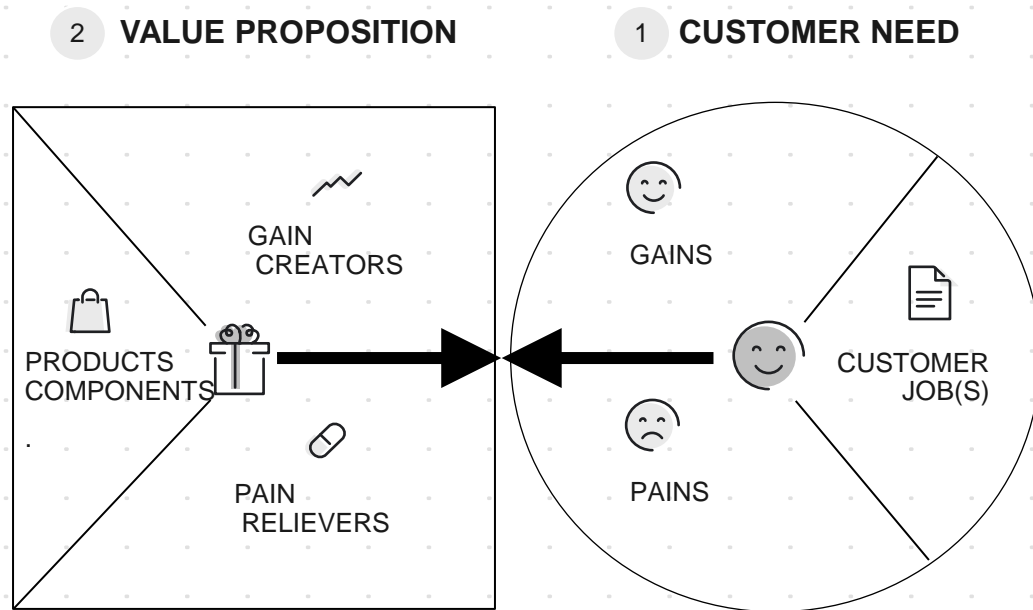 2 VALUE PROPOSITION
1 CUSTOMER NEED
GAIN
CREATORS
PRODUCTS
COMPONENTS
.
PAIN
RELIEVERS
GAINS
CUSTOMER
JOB(S)
PAINS